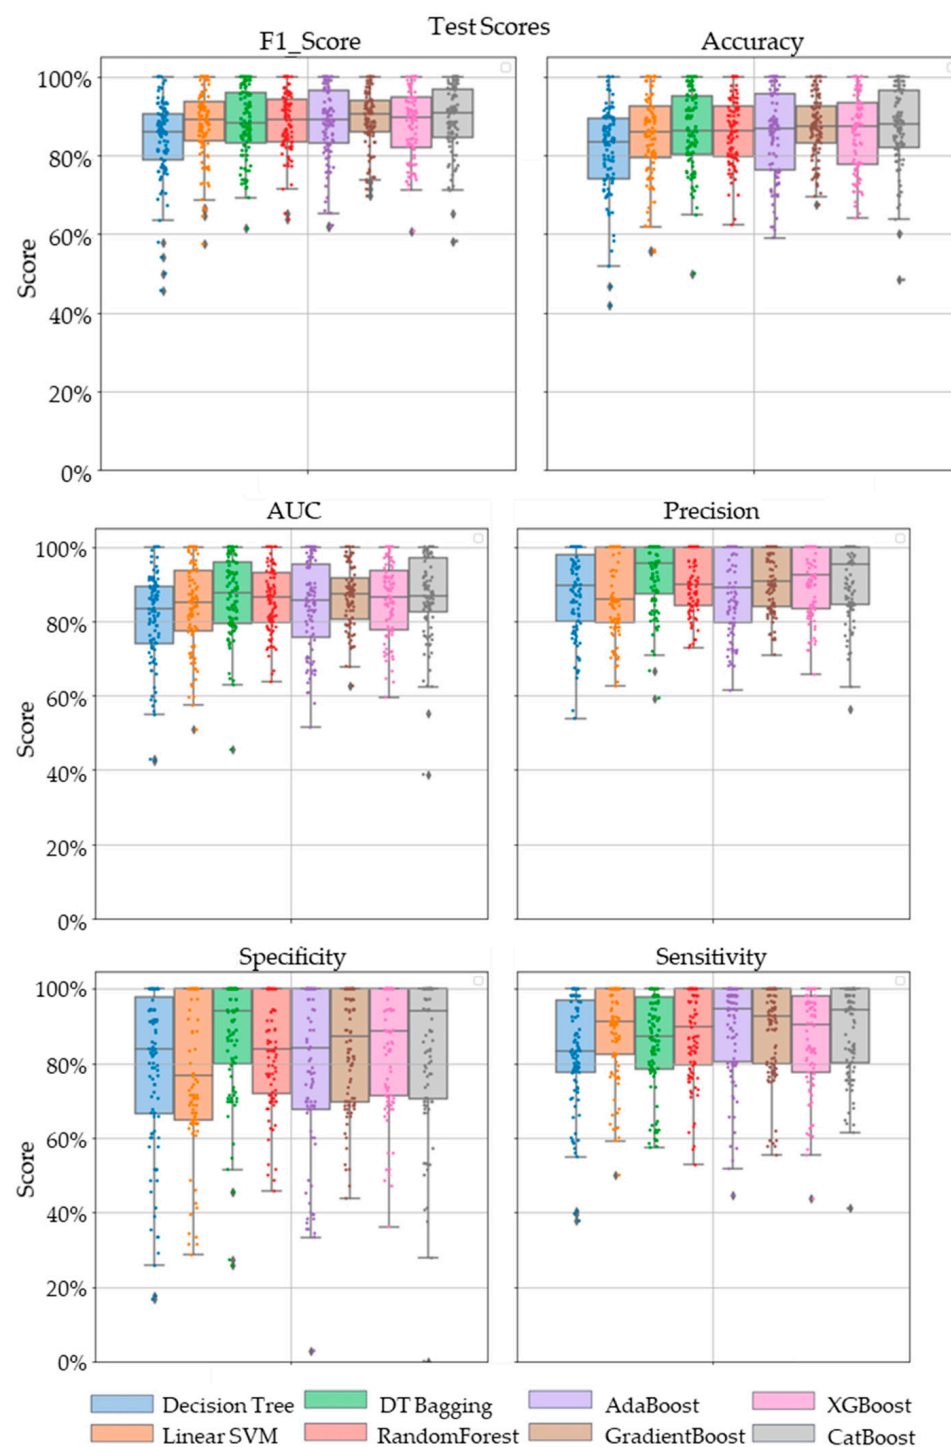 Test Scores
F1_Score
Accuracy
100%
80%
60%
40%
20%
0%
Score
AUC
Precision
100%
80%
60%
40%
20%
0%
Score
Specificity
Sensitivity
100%
80%
60%
40%
20%
0%
Score
Decision Tree
DT Bagging
AdaBoost
XGBoost
Linear SVM
RandomForest
GradientBoost
CatBoost